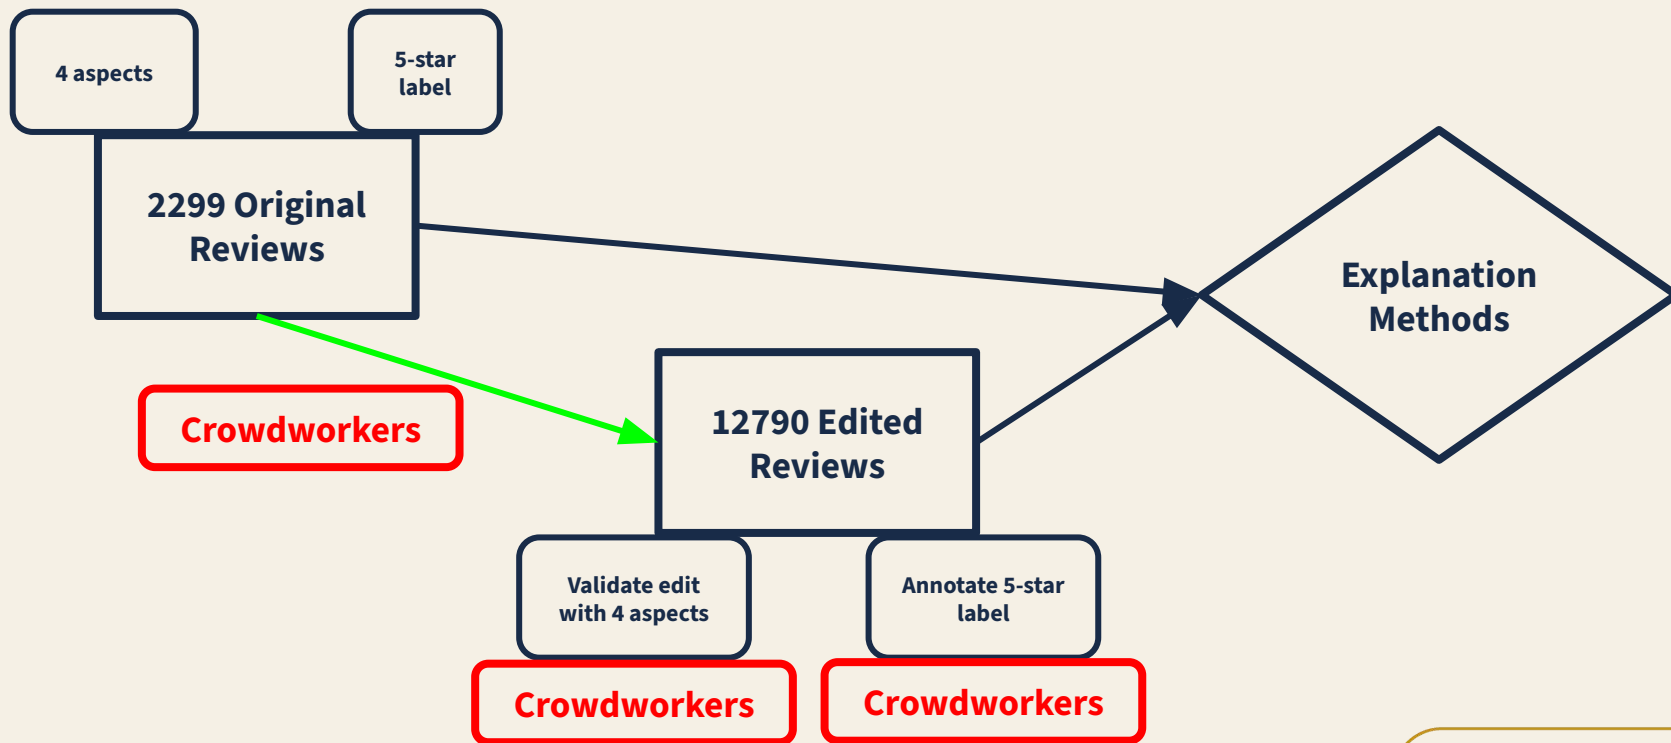 4 aspects
5-star
label
2299 Original
Reviews
Explanation
Methods
Crowdworkers
12790 Edited
Reviews
Validate edit
with 4 aspects
Annotate 5-star
label
Crowdworkers
Crowdworkers